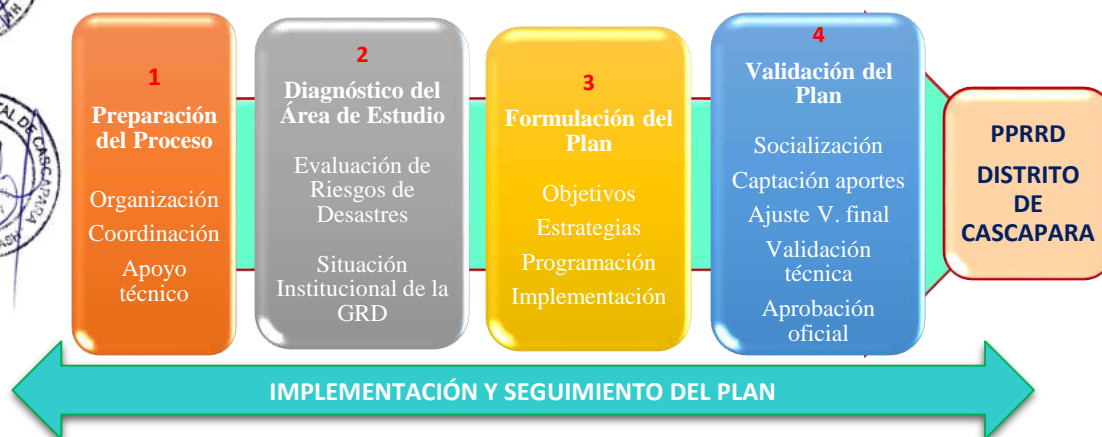 1
Preparación
del Proceso
Organización
Coordinación
Apoyo
técnico
2
Diagnóstico del
Área de Estudio
Evaluación de
Riesgos de
Desastres
Situación
Institucional de la
GRD
3
Formulación del
Plan
Objetivos
Estrategias
Programación
Implementación
4
Validación del
Plan
Socialización
Captación aportes
Ajuste V. final
Validación
técnica
Aprobación
oficial
PPRRD
DISTRITO
DE
CASCAPARA
IMPLEMENTACIÓN Y SEGUIMIENTO DEL PLAN
DE CASCAPARA